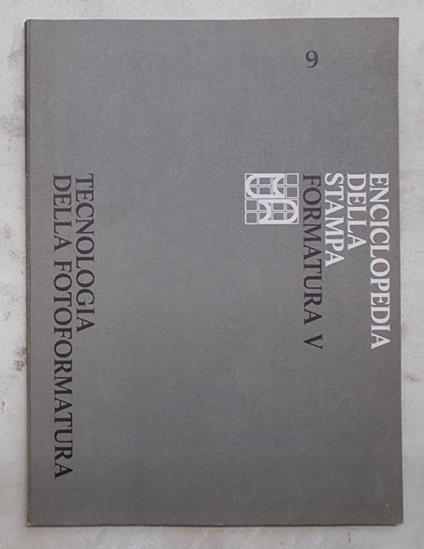 9
ENCICLOPEDIA
DELLA
STAMPA
FORMATURA V
TECNOLOGIA
DELLA FOTOFORMATURA